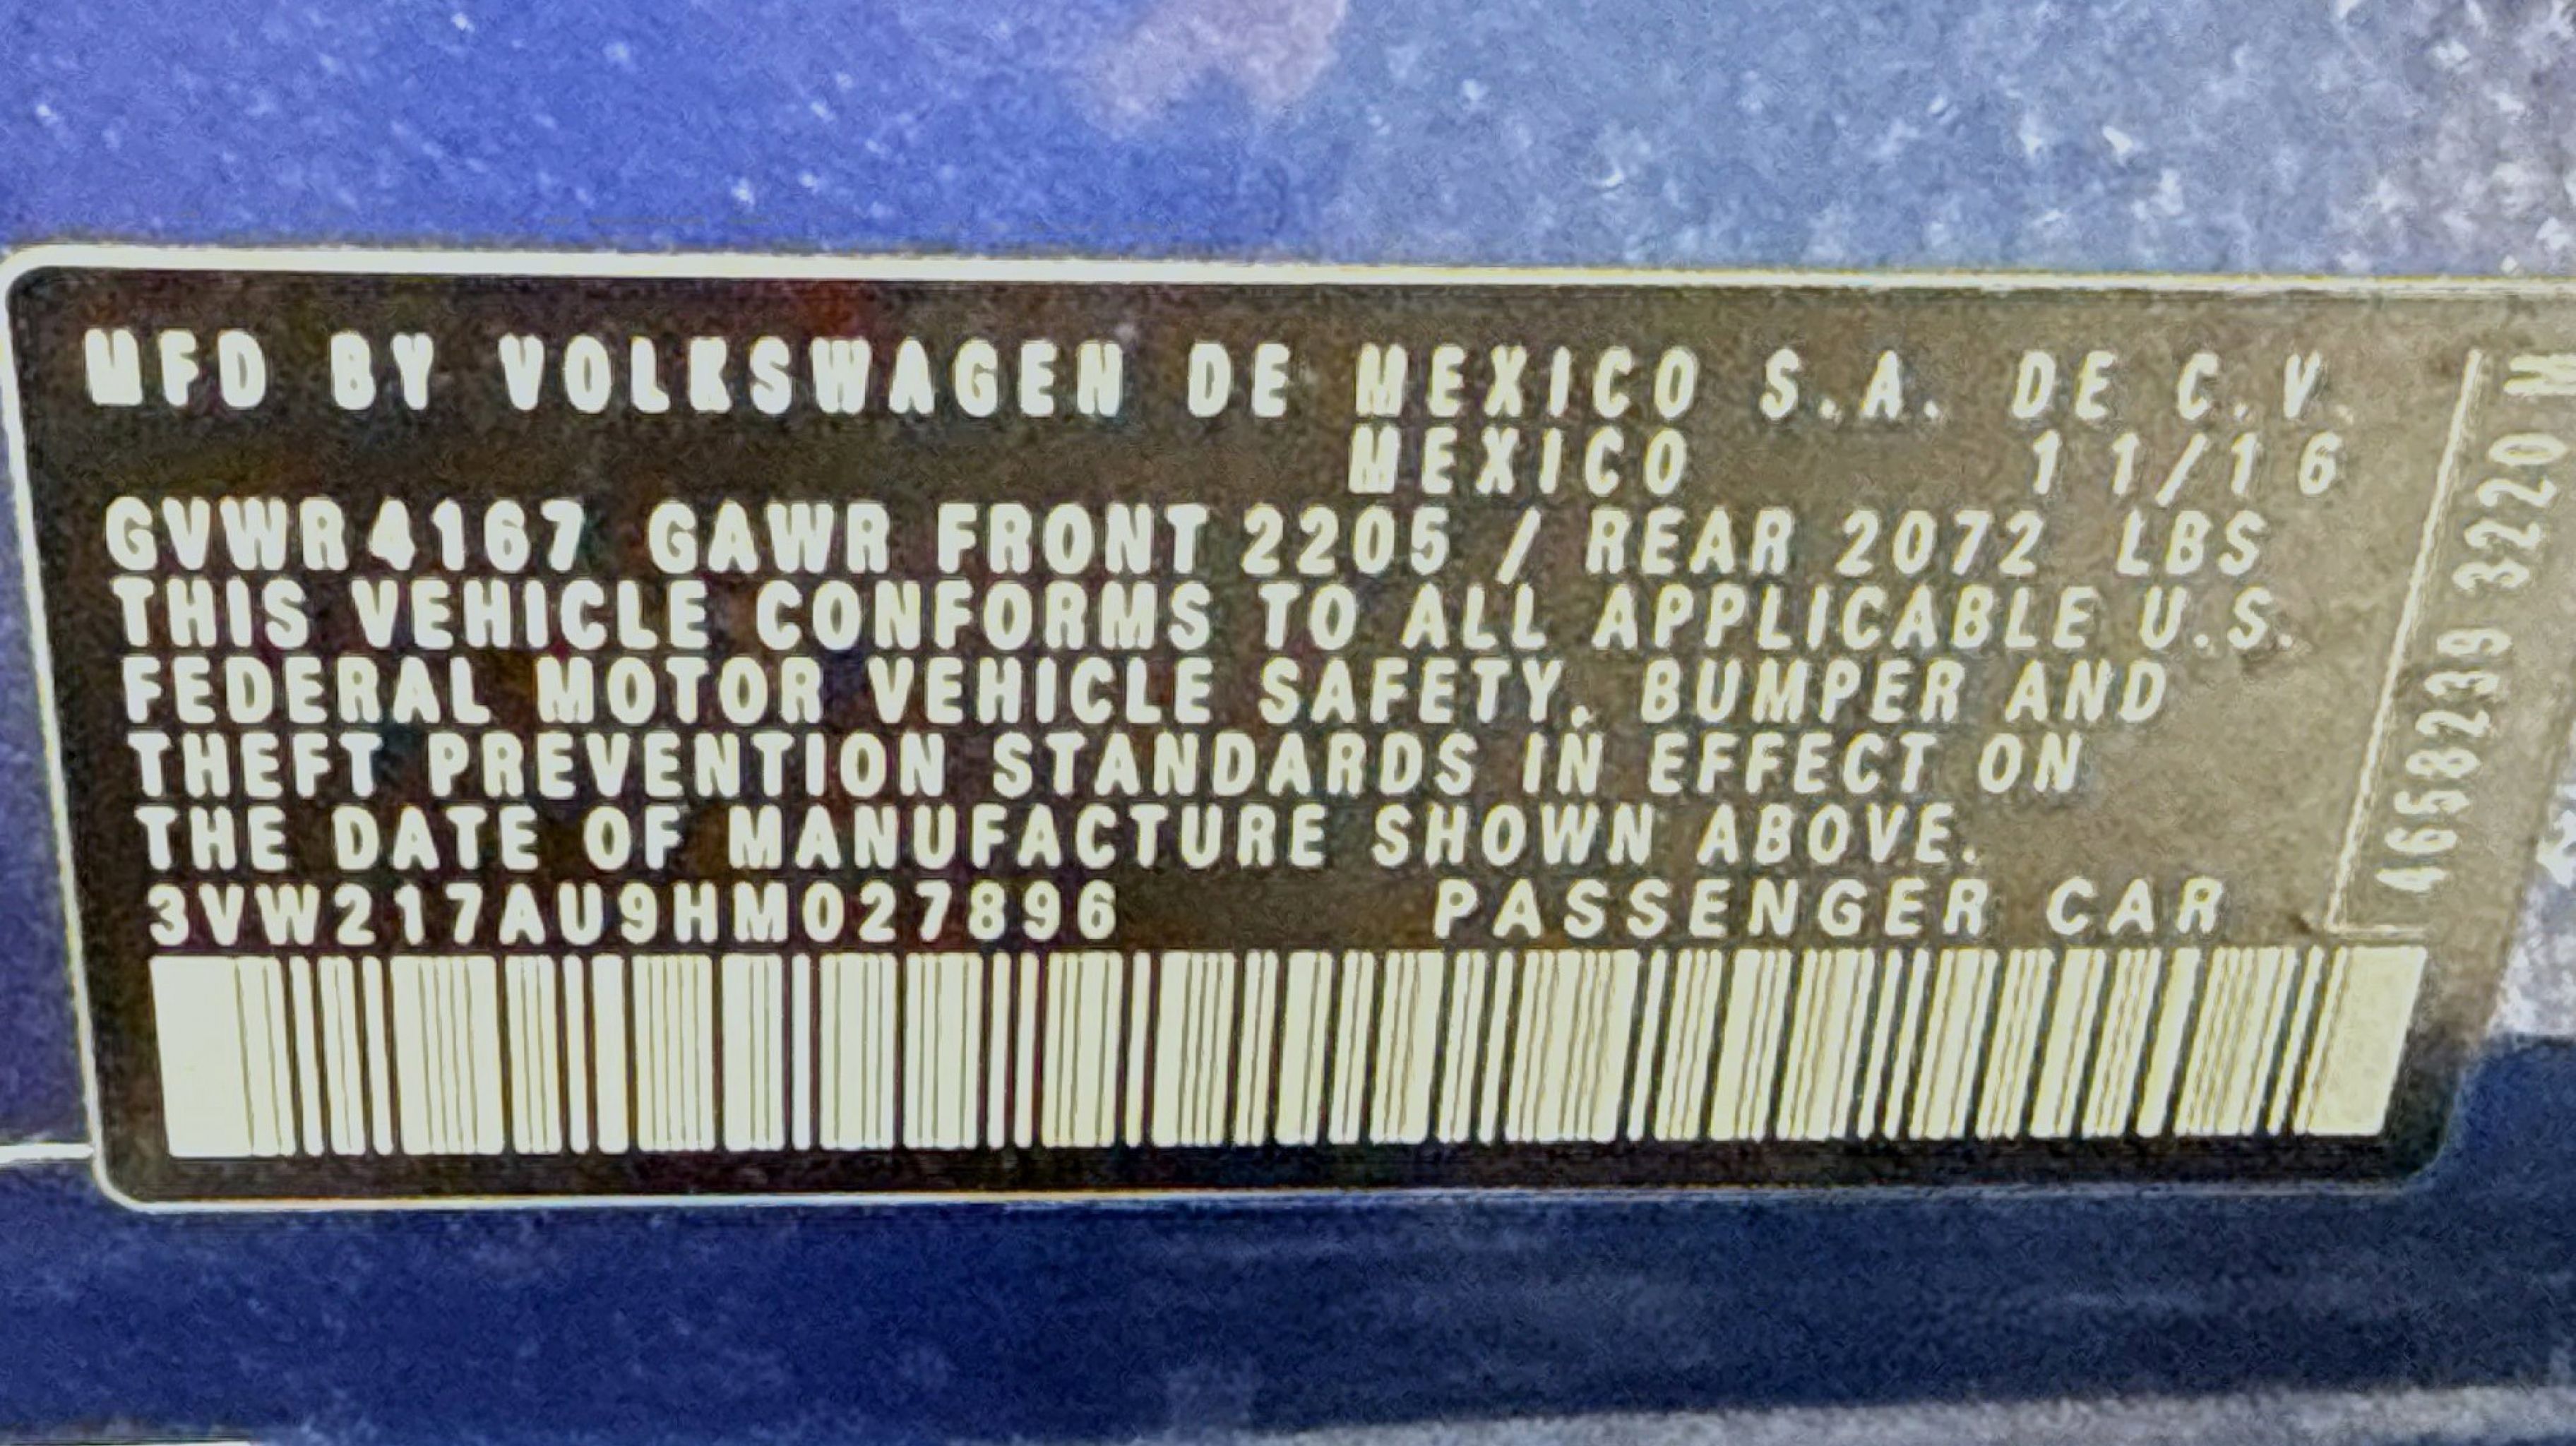 MFD BY VOLKSWAGEN DE MEXICO S.A. DE C.V.
MEXICO 11/16
GVWR 4167 GAWR FRONT 2205 / REAR 2072 LBS
THIS VEHICLE CONFORMS TO ALL APPLICABLE U.S.
FEDERAL MOTOR VEHICLE SAFETY, BUMPER AND
THEFT PREVENTION STANDARDS IN EFFECT ON
THE DATE OF MANUFACTURE SHOWN ABOVE.
3VW217AU9HM027896 PASSENGER CAR
4658239 3220